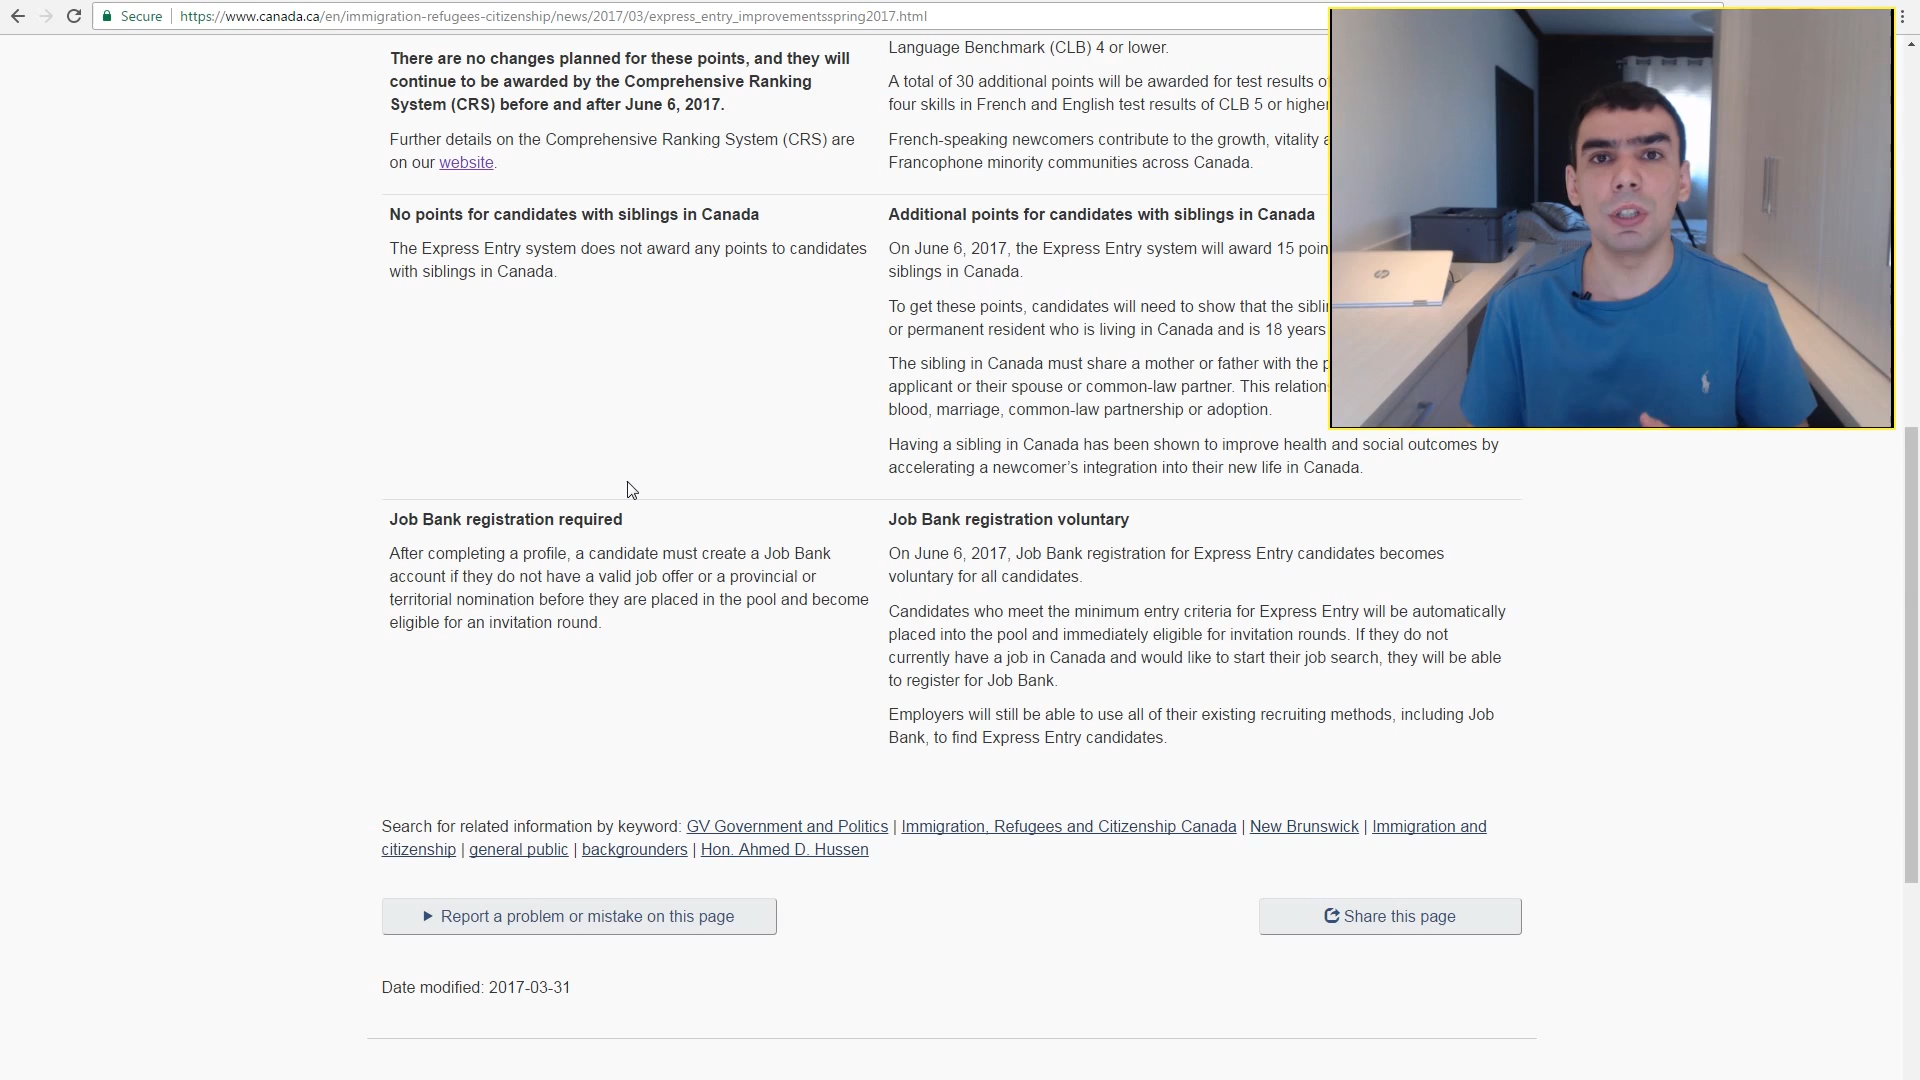 Secure
https://www.canada.ca/en/immigration-refugees-citizenship/news/2017/03/express_entry_improvementsspring2017.html
There are no changes planned for these points, and they will
continue to be awarded by the Comprehensive Ranking
System (CRS) before and after June 6, 2017.
Further details on the Comprehensive Ranking System (CRS) are
on our website.
Language Benchmark (CLB) 4 or lower.
A total of 30 additional points will be awarded for test results
four skills in French and English test results of CLB 5 or higher
French-speaking newcomers contribute to the growth, vitality
Francophone minority communities across Canada.
No points for candidates with siblings in Canada
The Express Entry system does not award any points to candidates
with siblings in Canada.
Additional points for candidates with siblings in Canada
On June 6, 2017, the Express Entry system will award 15
siblings in Canada.
To get these points, candidates will need to show that the
or permanent resident who is living in Canada and is 18 years
The sibling in Canada must share a mother or father with the
applicant or their spouse or common-law partner. This
blood, marriage, common-law partnership or adoption.
Having a sibling in Canada has been shown to improve health and social outcomes by
accelerating a newcomer’s integration into their new life in Canada.
Job Bank registration required
After completing a profile, a candidate must create a Job Bank
account if they do not have a valid job offer or a provincial or
territorial nomination before they are placed in the pool and become
eligible for an invitation round.
Job Bank registration voluntary
On June 6, 2017, Job Bank registration for Express Entry candidates becomes
voluntary for all candidates.
Candidates who meet the minimum entry criteria for Express Entry will be automatically
placed into the pool and immediately eligible for invitation rounds. If they do not
currently have a job in Canada and would like to start their job search, they will be able
to register for Job Bank.
Employers will still be able to use all of their existing recruiting methods, including Job
Bank, to find Express Entry candidates.
Search for related information by keyword: GV Government and Politics | Immigration, Refugees and Citizenship Canada | New Brunswick | Immigration and
citizenship | general public | backgrounders | Hon. Ahmed D. Hussen
Report a problem or mistake on this page
Share this page
Date modified: 2017-03-31
hp